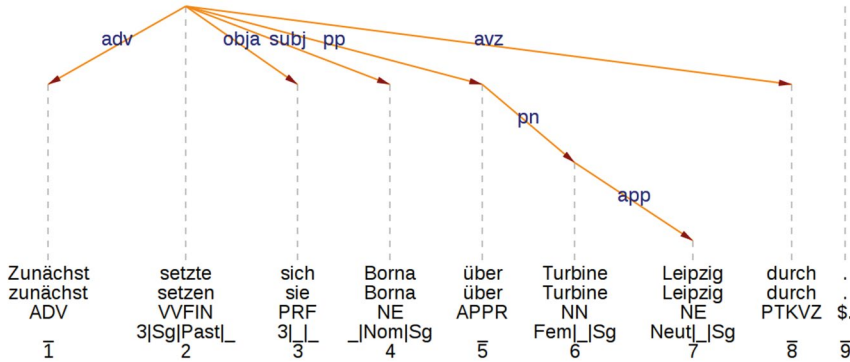 adv obja subj pp avz
pn
app
Zunächst setzte sich Borna über Turbine Leipzig durch .
zunächst setzen sie Borna über Turbine Leipzig durch .
ADV VVFIN PRF NE APPR NN NE PTKVZ $.
_ 3|Sg|Past|_ 3|_|_ _|Nom|Sg _ Fem|_|Sg Neut|_|Sg _ _
1 2 3 4 5 6 7 8 9